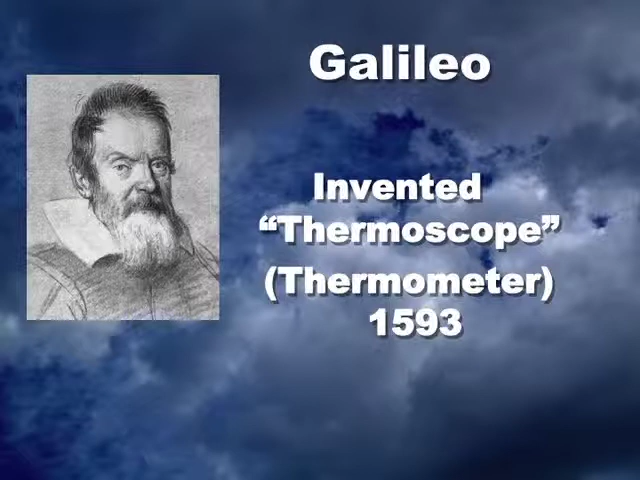 Galileo
Invented
“Thermoscope”
(Thermometer)
1593